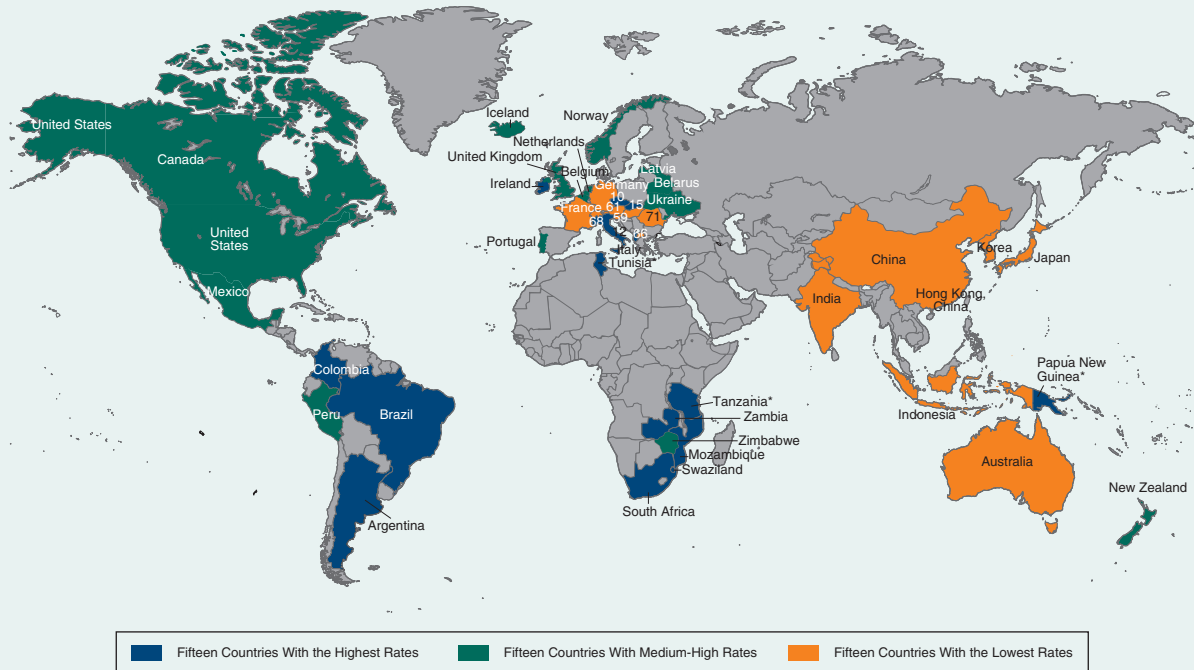 Iceland
Norway
United States
Netherlands
Canada
United Kingdom
Belgium
Latvia
Ireland
Germany
Belarus
10
Ukraine
France
61
15
59
71
68
12
36
United
States
Portugal
Italy
Tunisia
Korea
China
Japan
Mexico
India
Hong Kong,
China
Colombia
Papua New
Guinea*
Peru
Brazil
Tanzania*
Zambia
Indonesia
Zimbabwe
Mozambique
Swaziland
Australia
New Zealand
South Africa
Argentina
Fifteen Countries With the Highest Rates
Fifteen Countries With Medium-High Rates
Fifteen Countries With the Lowest Rates